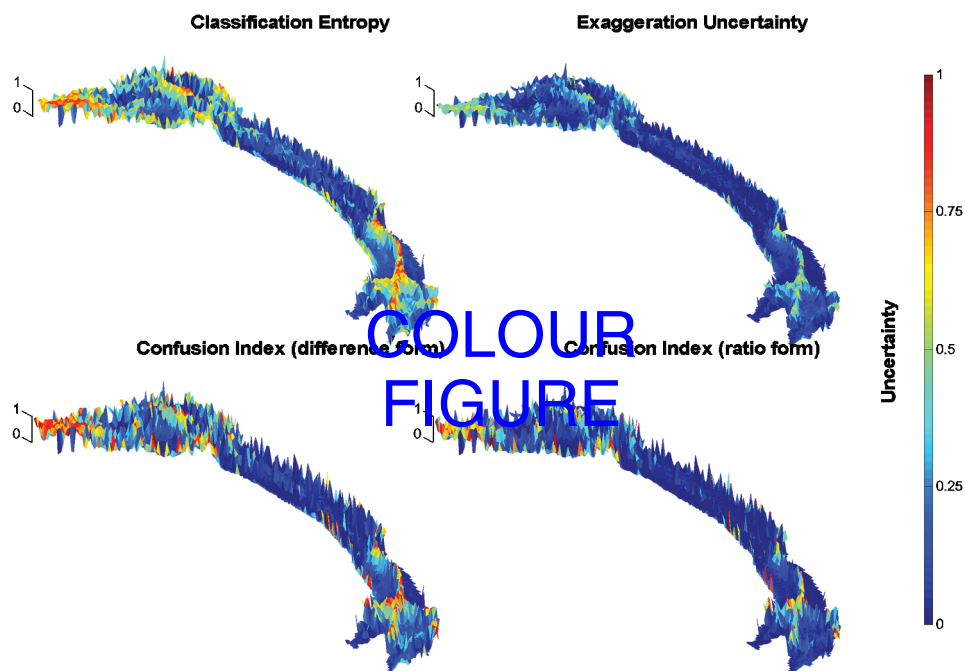 Classification Entropy
Exaggeration Uncertainty
1
0
1
0
1
0.75
0.5
0.25
0
Uncertainty
COLOUR
FIGURE
Confusion Index (difference form)
Confusion Index (ratio form)
1
0
1
0